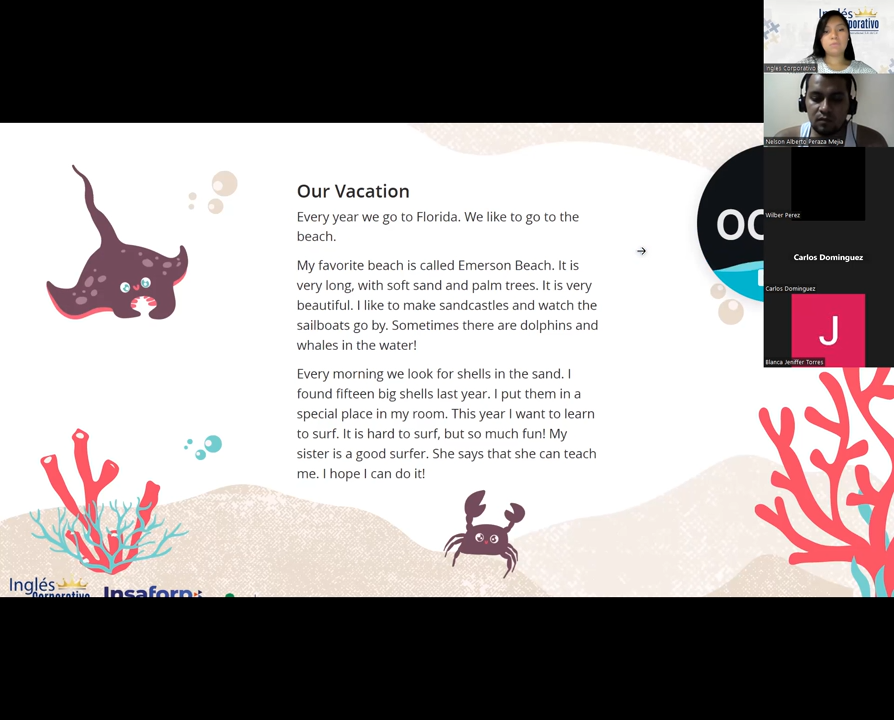 Inglés
Corporativo
Inglés Corporativo
Nelson Alberto Peraza Mejia
Wilber Perez
Carlos Dominguez
Carlos Dominguez
J
Blanca Jeniffer Torres
Our Vacation
Every year we go to Florida. We like to go to the
beach.
My favorite beach is called Emerson Beach. It is
very long, with soft sand and palm trees. It is very
beautiful. I like to make sandcastles and watch the
sailboats go by. Sometimes there are dolphins and
whales in the water!
Every morning we look for shells in the sand. I
found fifteen big shells last year. I put them in a
special place in my room. This year I want to learn
to surf. It is hard to surf, but so much fun! My
sister is a good surfer. She says that she can teach
me. I hope I can do it!
Inglés
Corporativo
Insaforp